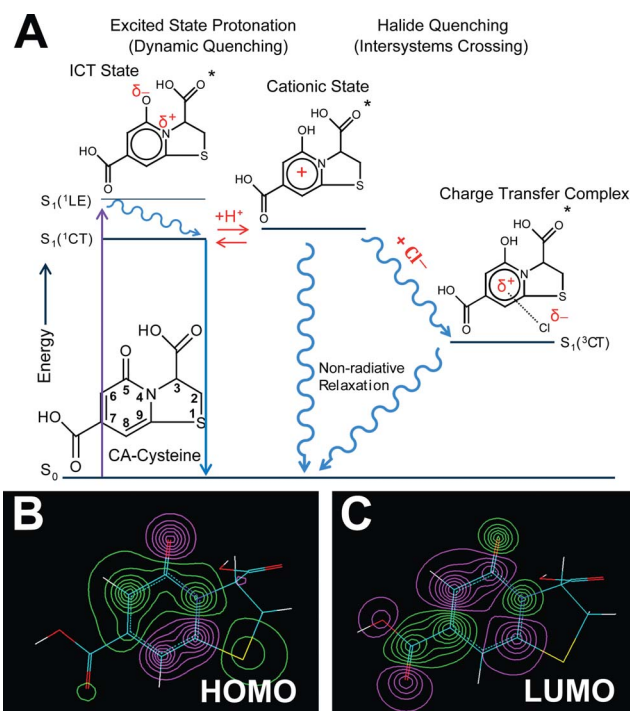 A
Excited State Protonation
(Dynamic Quenching)
Halide Quenching
(Intersystems Crossing)
ICT State
Cationic State
Charge Transfer Complex
O
δ−
HO
O
*
δ+
N
HO
O
S
OH
HO
O
*
N
+
HO
O
S
OH
HO
O
*
N
δ+
HO
O
S
Cl
δ−
S₁(¹LE)
+H⁺
S₁(¹CT)
+ Cl−
S₁(³CT)
Energy
Non-radiative
Relaxation
O
HO
O
5
6
4
N
3
7
8
9
2
1
S
HO
O
CA-Cysteine
S₀
B
HOMO
C
LUMO